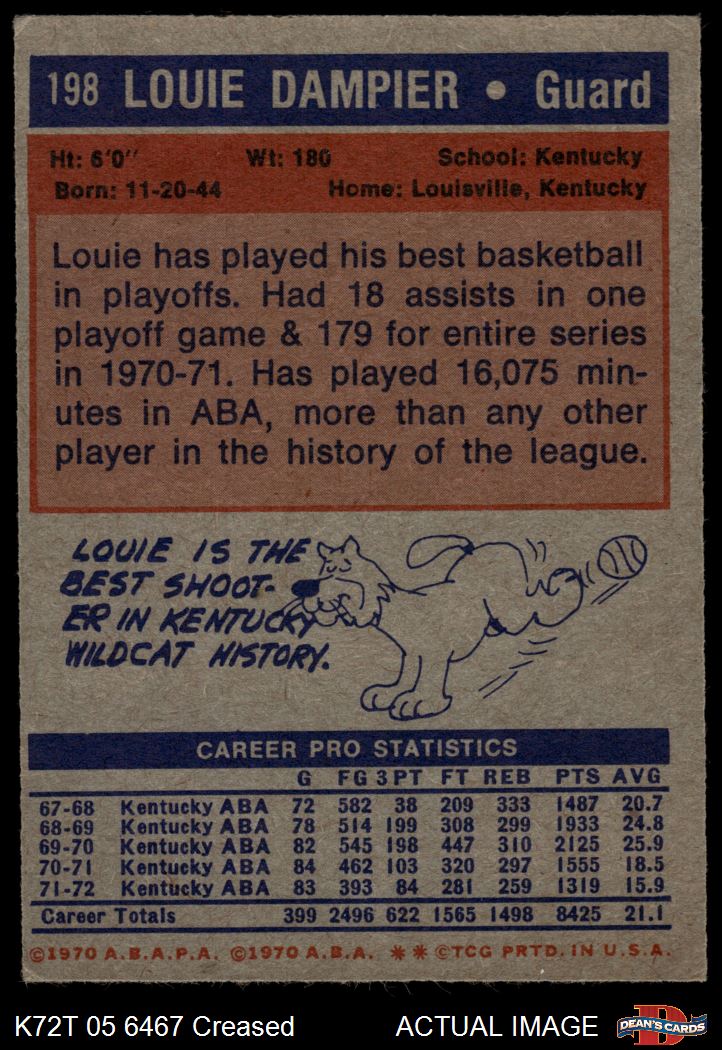 198 LOUIE DAMPIER • Guard
Ht: 6'0" Wt: 180 School: Kentucky
Born: 11-20-44 Home: Louisville, Kentucky
Louie has played his best basketball
in playoffs. Had 18 assists in one
playoff game & 179 for entire series
in 1970-71. Has played 16,075 min-
utes in ABA, more than any other
player in the history of the league.
LOUIE IS THE
BEST SHOOT-
ER IN KENTUCKY
WILDCAT HISTORY.
CAREER PRO STATISTICS
G FG 3PT FT REB PTS AVG
67-68 Kentucky ABA 72 582 38 209 333 1487 20.7
68-69 Kentucky ABA 78 514 199 308 299 1933 24.8
69-70 Kentucky ABA 82 545 198 447 310 2125 25.9
70-71 Kentucky ABA 84 462 103 320 297 1555 18.5
71-72 Kentucky ABA 83 393 84 281 259 1319 15.9
Career Totals 399 2496 622 1565 1498 8425 21.1
©1970 A.B.A.P.A. ©1970 A.B.A. ** ©TCG PRTD. IN U.S.A.
K72T 05 6467 Creased ACTUAL IMAGE DEAN'S CARDS